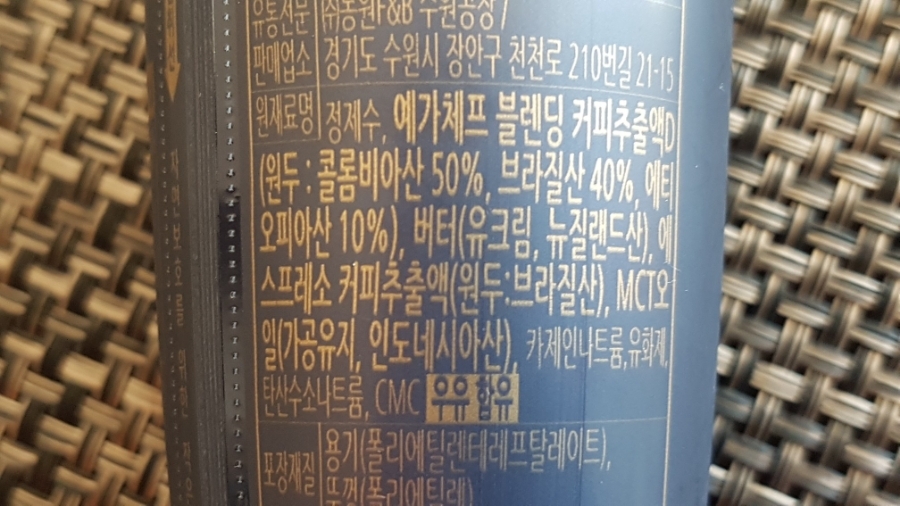 유통전문 ㈜동원F&B 수원공장 /
판매업소 경기도 수원시 장안구 천천로 210번길 21-15
원재료명 정제수, 예가체프 블렌딩 커피추출액D
(원두 : 콜롬비아산 50%, 브라질산 40%, 에티
오피아산 10%), 버터(유크림, 뉴질랜드산), 에
스프레소 커피추출액(원두:브라질산), MCT오
일(가공유지, 인도네시아산), 카제인나트륨,유화제,
탄산수소나트륨, CMC 우유 함유
포장재질 용기(폴리에틸렌테레프탈레이트),
뚜껑(폴리에틸렌)